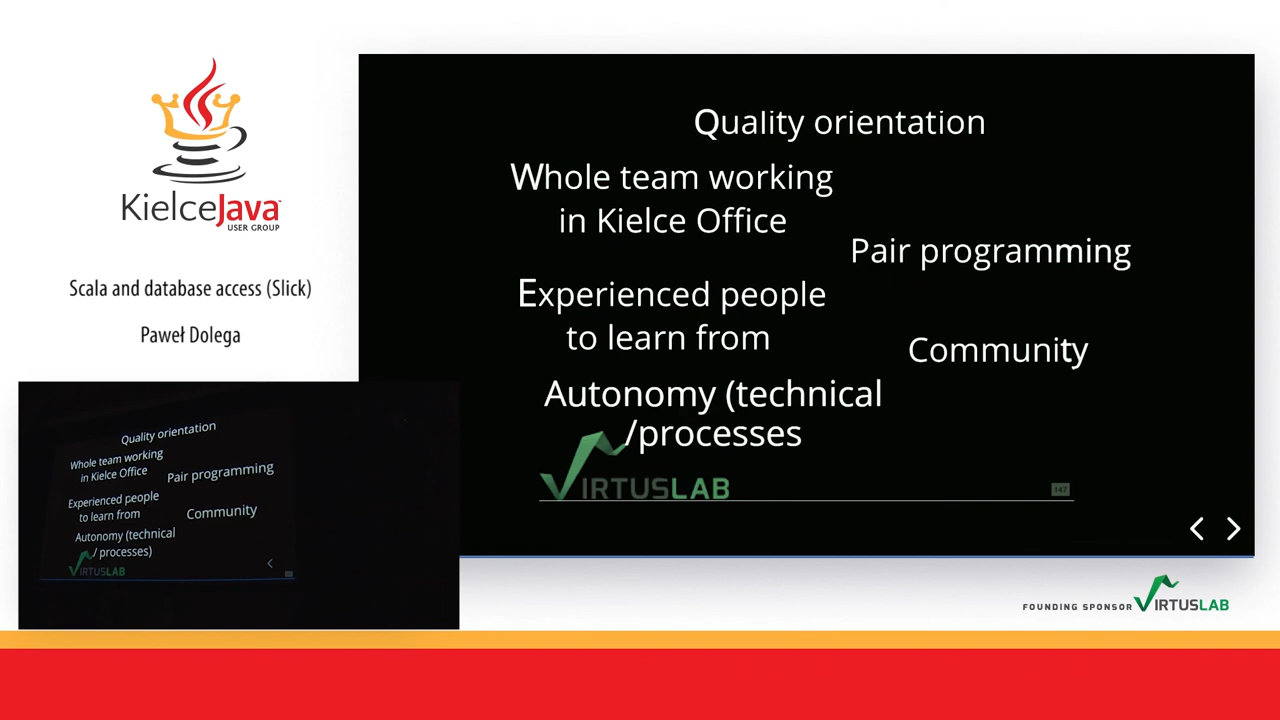 KielceJava
USER GROUP
Scala and database access (Slick)
Paweł Dolega
Quality orientation
Whole team working
in Kielce Office
Pair programming
Experienced people
to learn from
Community
Autonomy (technical
/processes
VIRTUSLAB
147
Quality orientation
Whole team working
in Kielce Office
Pair programming
Experienced people
to learn from
Community
Autonomy (technical
/ processes)
VIRTUSLAB
FOUNDING SPONSOR VIRTUSLAB